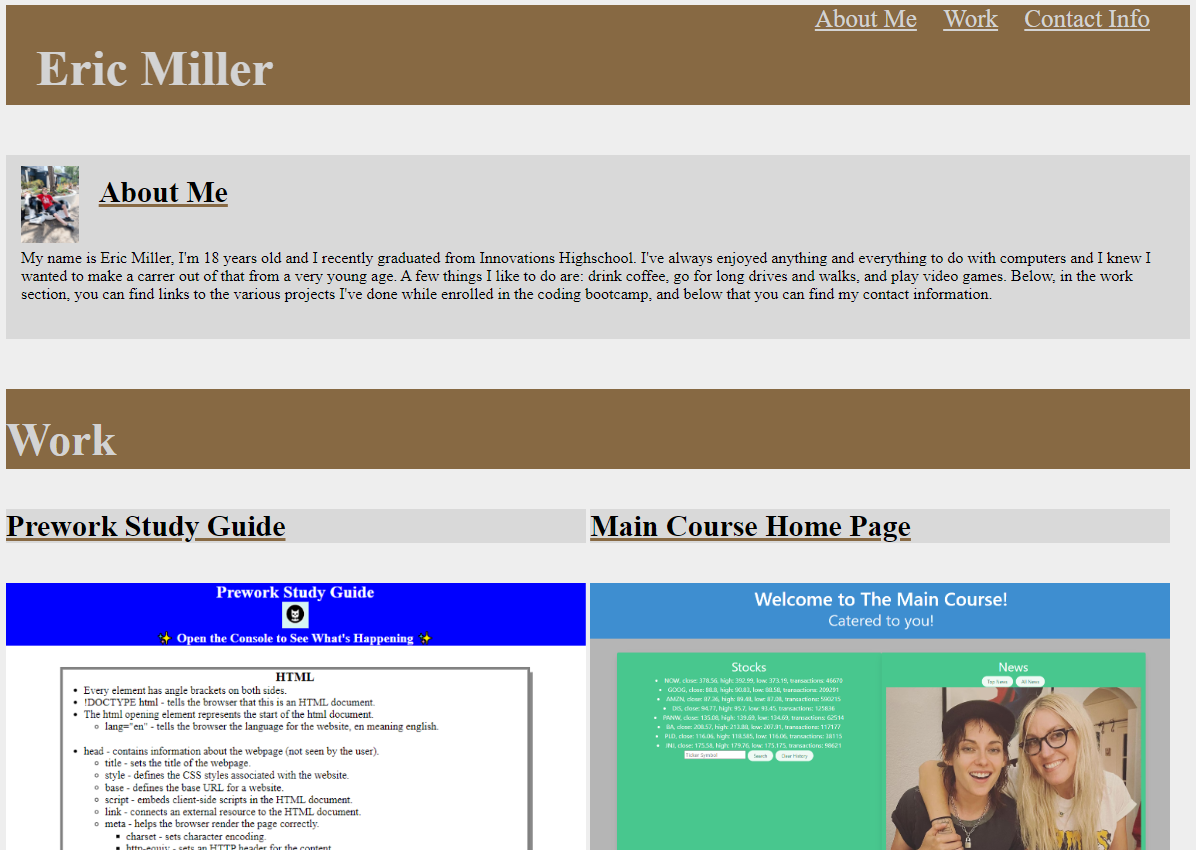 About Me Work Contact Info
Eric Miller
About Me
My name is Eric Miller, I'm 18 years old and I recently graduated from Innovations Highschool. I've always enjoyed anything and everything to do with computers and I knew I
wanted to make a carrer out of that from a very young age. A few things I like to do are: drink coffee, go for long drives and walks, and play video games. Below, in the work
section, you can find links to the various projects I've done while enrolled in the coding bootcamp, and below that you can find my contact information.
Work
Prework Study Guide
Main Course Home Page
Prework Study Guide
✨ Open the Console to See What's Happening ✨
HTML
• Every element has angle brackets on both sides.
• !DOCTYPE html - tells the browser that this is an HTML document.
• The html opening element represents the start of the html document.
◦ lang="en" - tells the browser the language for the website, en meaning english.
• head - contains information about the webpage (not seen by the user).
◦ title - sets the title of the webpage.
◦ style - defines the CSS styles associated with the website.
◦ base - defines the base URL for a website.
◦ script - embeds client-side scripts in the HTML document.
◦ link - connects an external resource to the HTML document.
◦ meta - helps the browser render the page correctly.
▪ charset - sets character encoding.
▪ http-equiv - sets an HTTP header for the content
Welcome to The Main Course!
Catered to you!
Stocks
• NOW, close: 378.56, high: 392.99, low: 373.19, transactions: 46670
• GOOG, close: 88.8, high: 90.83, low: 88.58, transactions:
• AMZN, close: 87.36, high: low: 87.08, transactions:
• DIS, close: 94.77, high: 95.2, low: 93.45, transactions: 125836
• PANW, close: 135.06, high: low: 134.60, transactions: 62514
• BA, close: high: 213.88, low: 207.91, transactions: 117177
• PLD, close: 116.06, high: 118.585, low: 116.06, transactions: 38115
• JNJ, close: 175.58, high: 179.76, low: 175.175, transactions: 98621
Ticker Symbol Search Clear History
News
Top News All News